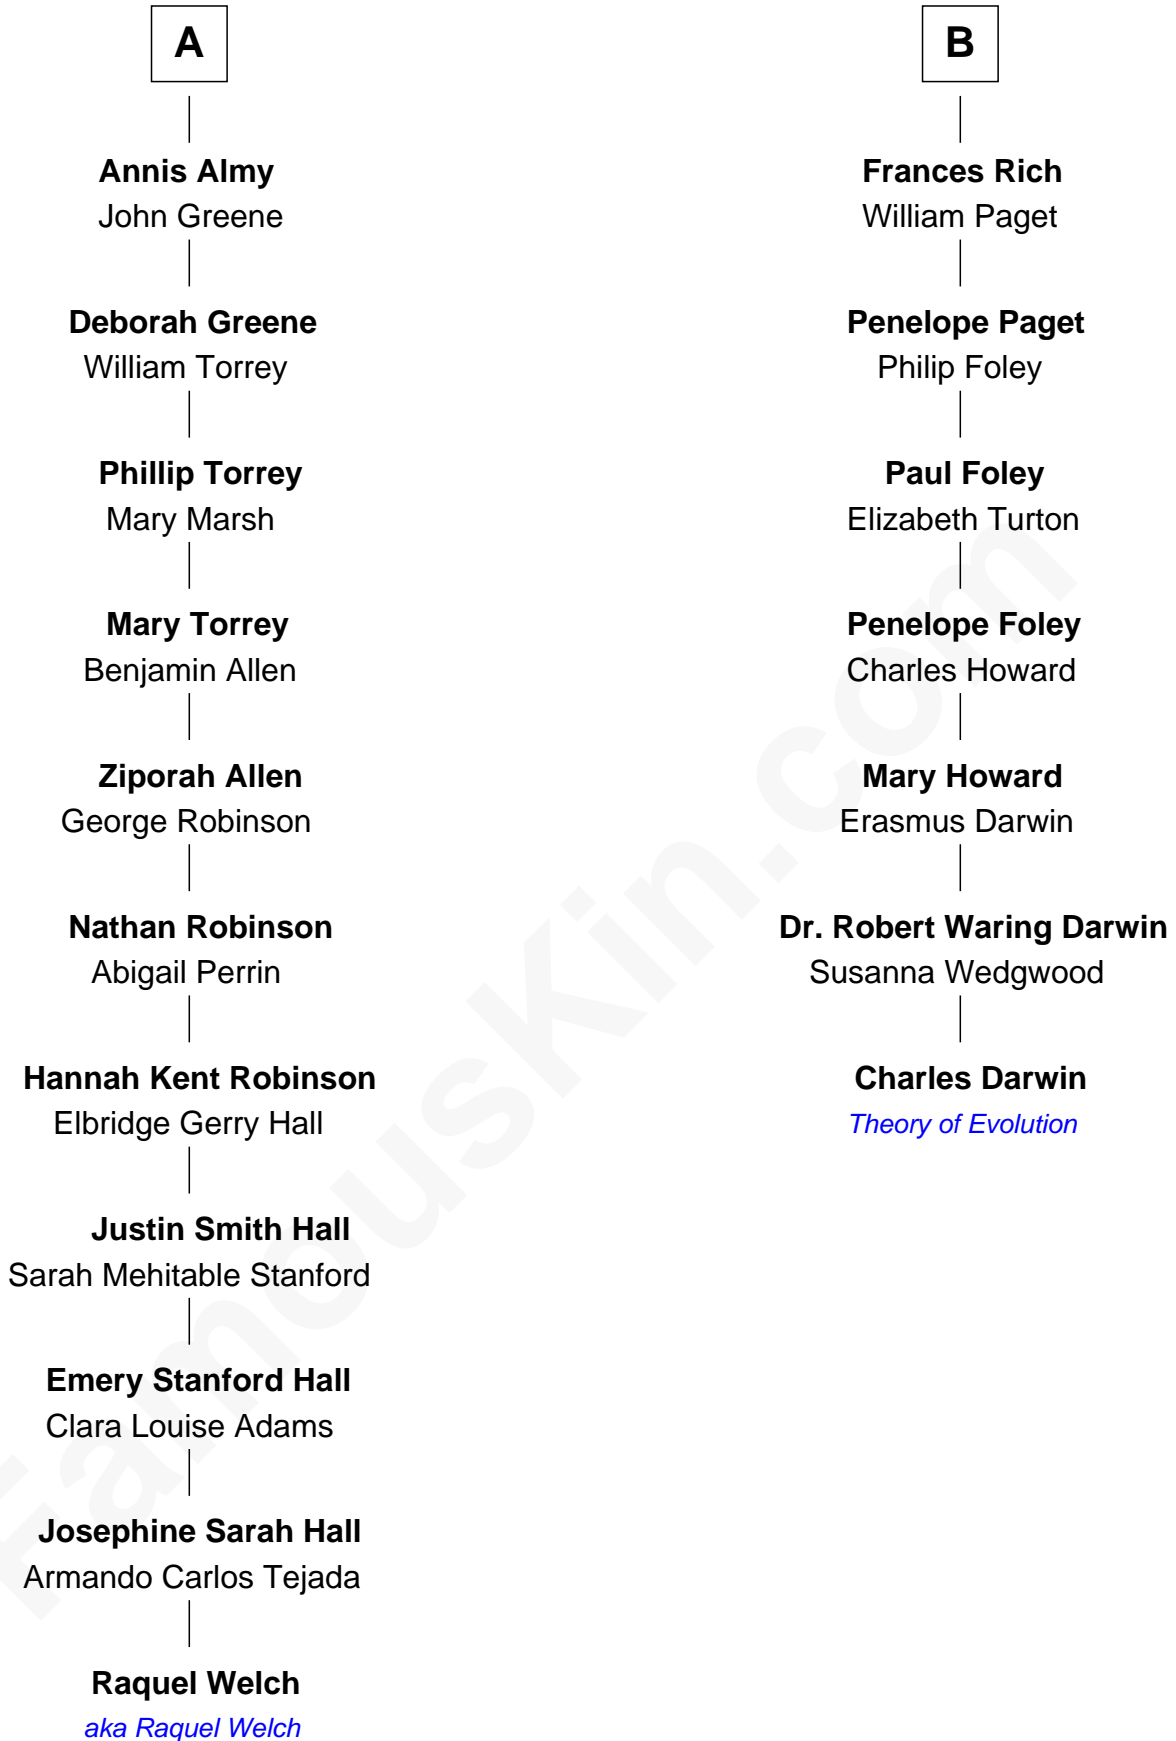 A
Annis Almy
John Greene
Deborah Greene
William Torrey
Phillip Torrey
Mary Marsh
Mary Torrey
Benjamin Allen
Ziporah Allen
George Robinson
Nathan Robinson
Abigail Perrin
Hannah Kent Robinson
Elbridge Gerry Hall
Justin Smith Hall
Sarah Mehitable Stanford
Emery Stanford Hall
Clara Louise Adams
Josephine Sarah Hall
Armando Carlos Tejada
Raquel Welch
aka Raquel Welch
B
Frances Rich
William Paget
Penelope Paget
Philip Foley
Paul Foley
Elizabeth Turton
Penelope Foley
Charles Howard
Mary Howard
Erasmus Darwin
Dr. Robert Waring Darwin
Susanna Wedgwood
Charles Darwin
Theory of Evolution
FamousKin.com